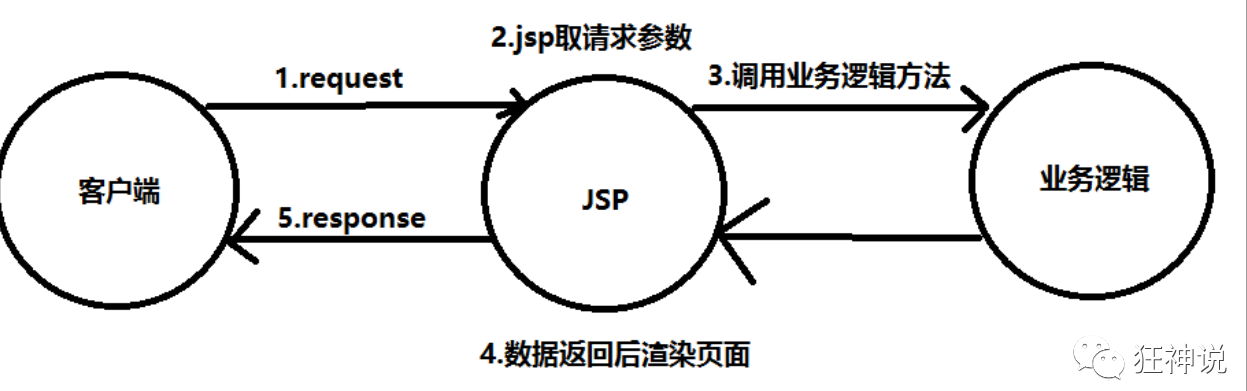 2.jsp取请求参数
1.request
3.调用业务逻辑方法
客户端
JSP
业务逻辑
5.response
4.数据返回后渲染页面
狂神说